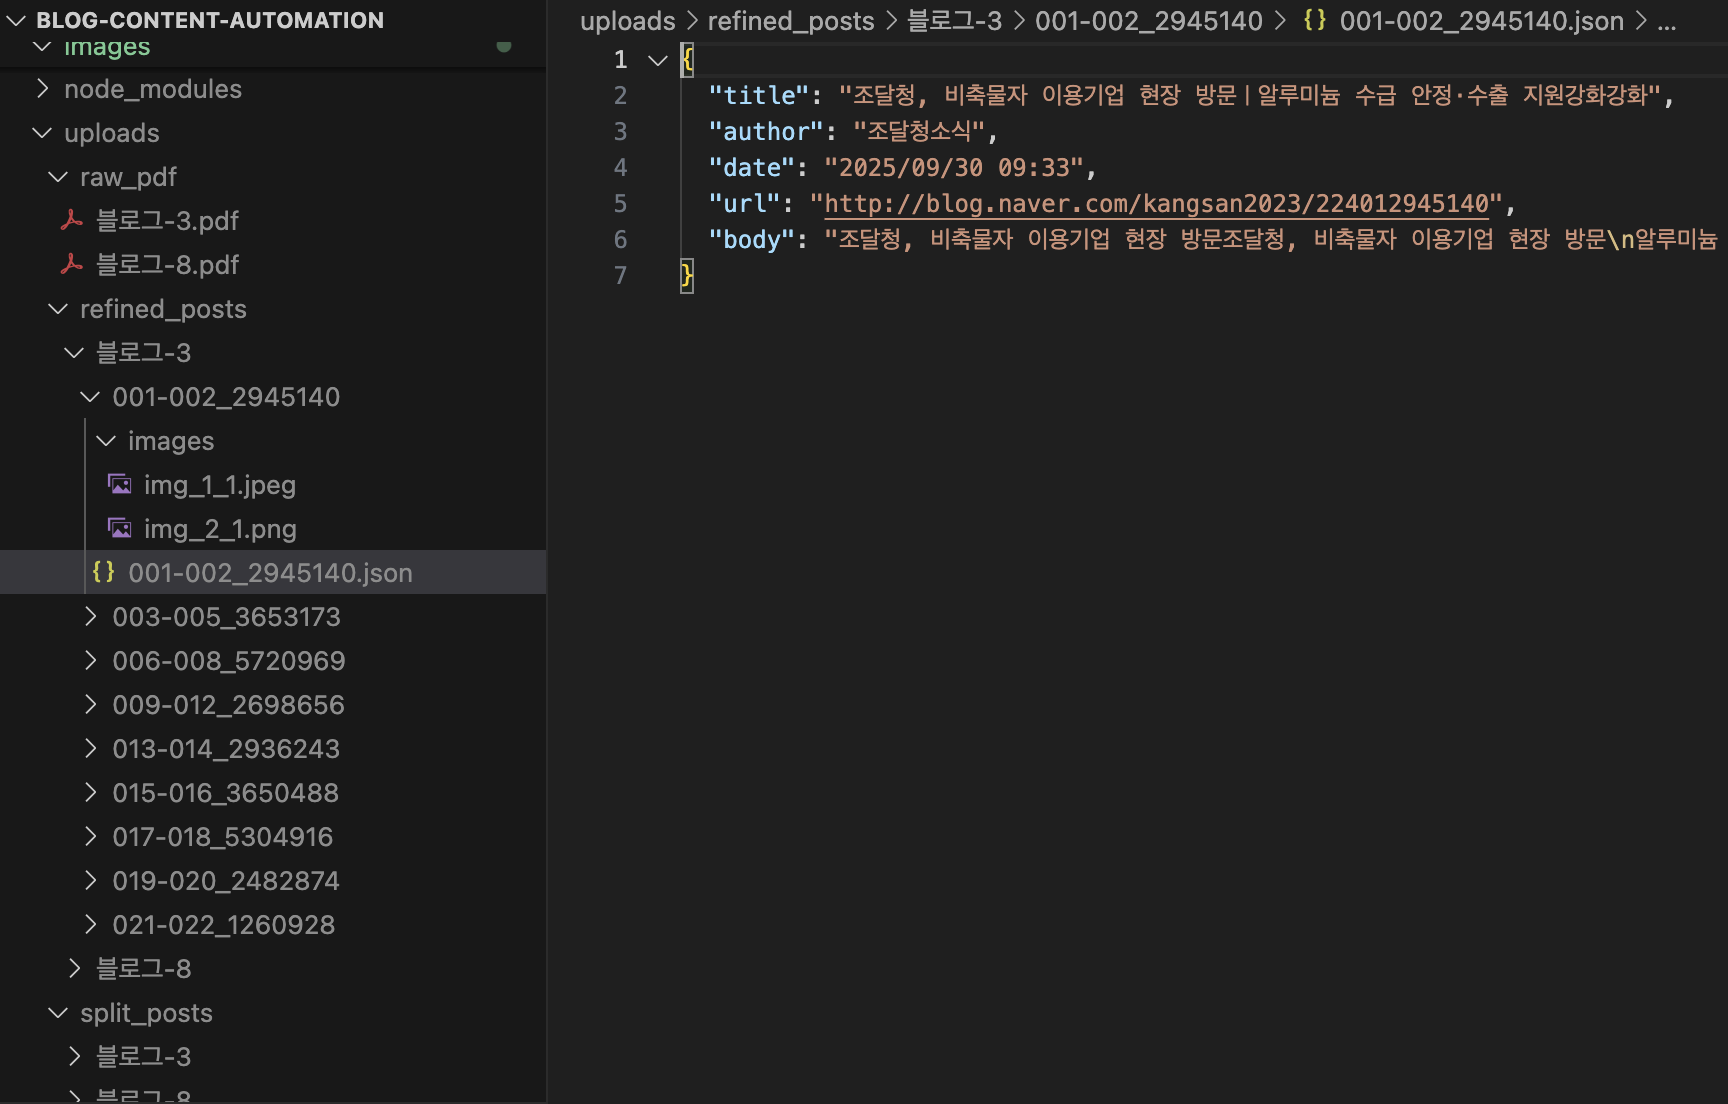 BLOG-CONTENT-AUTOMATION
images
node_modules
uploads
raw_pdf
블로그-3.pdf
블로그-8.pdf
refined_posts
블로그-3
001-002_2945140
images
img_1_1.jpeg
img_2_1.png
{} 001-002_2945140.json
003-005_3653173
006-008_5720969
009-012_2698656
013-014_2936243
015-016_3650488
017-018_5304916
019-020_2482874
021-022_1260928
블로그-8
split_posts
블로그-3
블로그-8
uploads > refined_posts > 블로그-3 > 001-002_2945140 > {} 001-002_2945140.json > ...
1 {
2 "title": "조달청, 비축물자 이용기업 현장 방문ㅣ알루미늄 수급 안정·수출 지원강화강화",
3 "author": "조달청소식",
4 "date": "2025/09/30 09:33",
5 "url": "http://blog.naver.com/kangsan2023/224012945140",
6 "body": "조달청, 비축물자 이용기업 현장 방문조달청, 비축물자 이용기업 현장 방문\n알루미늄
7 }